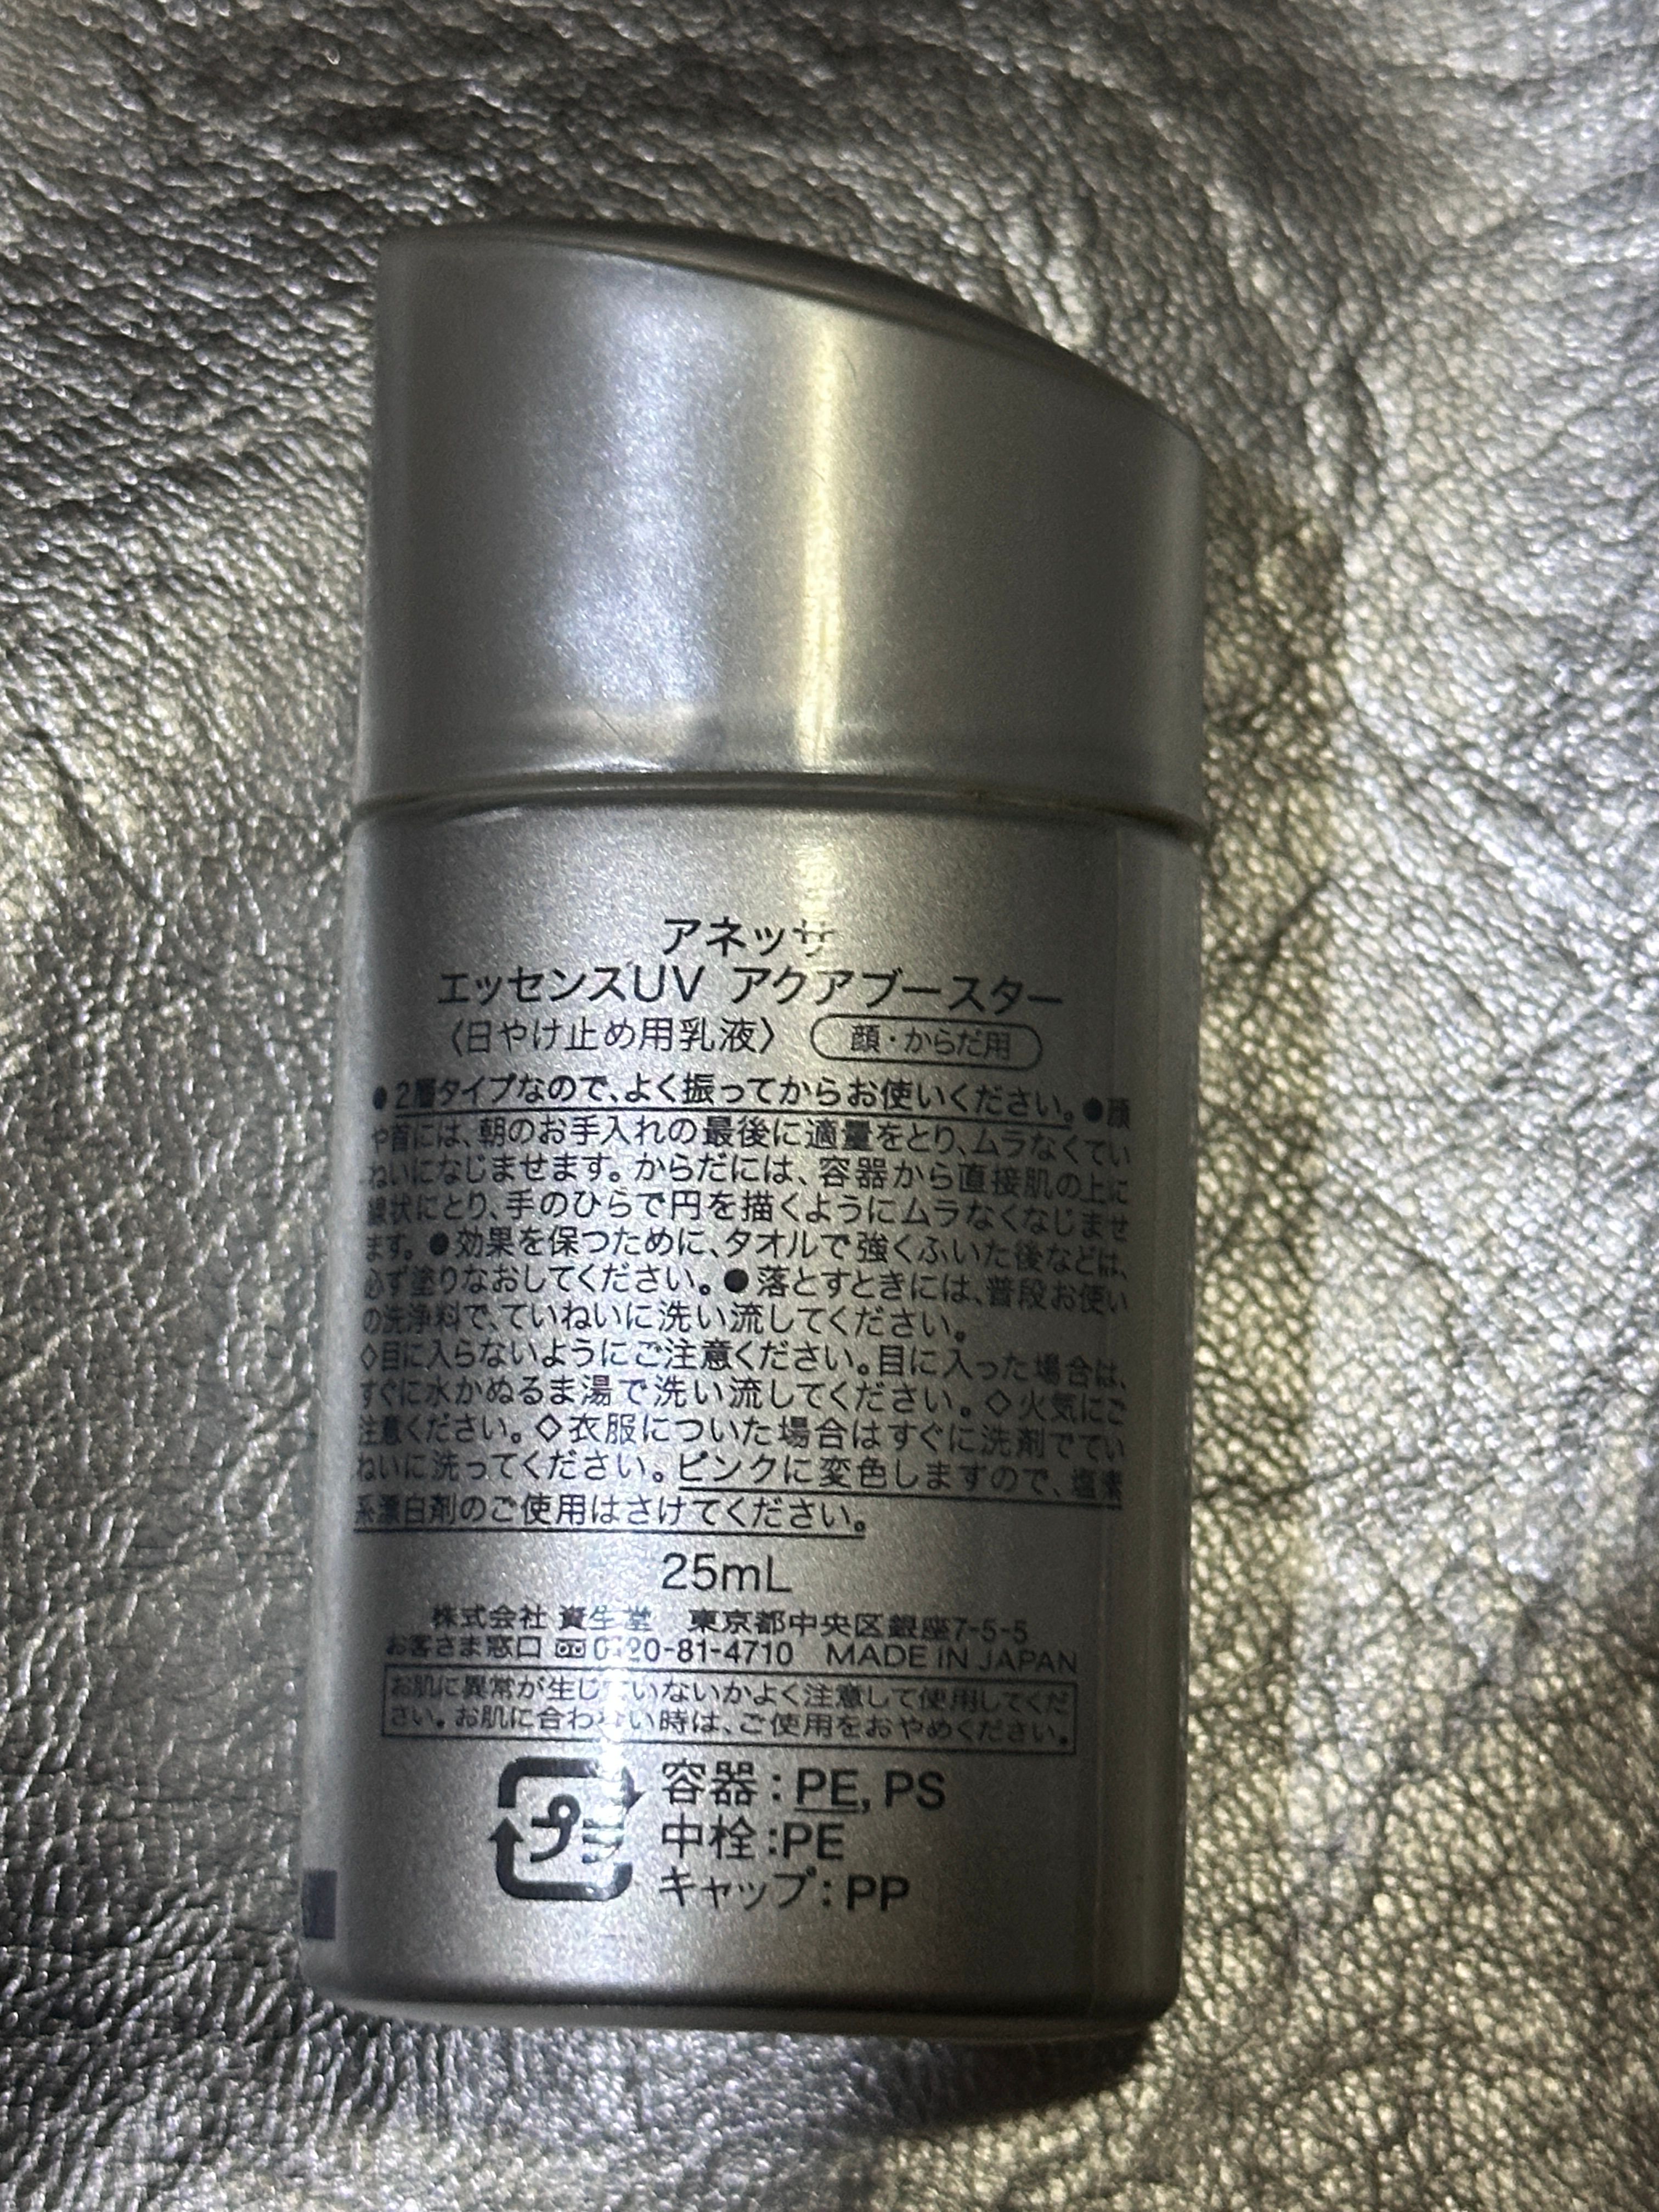 アネッサ
エッセンスUV アクアブースター
〈日やけ止め用乳液〉 顔・からだ用
●2層タイプなので、よく振ってからお使いください。●顔
や首には、朝のお手入れの最後に適量をとり、ムラなくてい
ねいになじませます。からだには、容器から直接肌の上に
線状にとり、手のひらで円を描くようにムラなくなじませ
ます。●効果を保つために、タオルで強くふいた後などは、
必ず塗りなおしてください。●落とすときには、普段お使い
の洗浄料で、ていねいに洗い流してください。
◇目に入らないようにご注意ください。目に入った場合は、
すぐに水かぬるま湯で洗い流してください。◇火気にご
注意ください。◇衣服についた場合はすぐに洗剤でてい
ねいに洗ってください。ピンクに変色しますので、塩素
系漂白剤のご使用はさけてください。
25mL
株式会社 資生堂 東京都中央区銀座7-5-5
お客さま窓口 0120-81-4710 MADE IN JAPAN
お肌に異常が生じていないかよく注意して使用してくだ
さい。お肌に合わない時は、ご使用をおやめください。
プラ
容器:PE, PS
中栓:PE
キャップ:PP